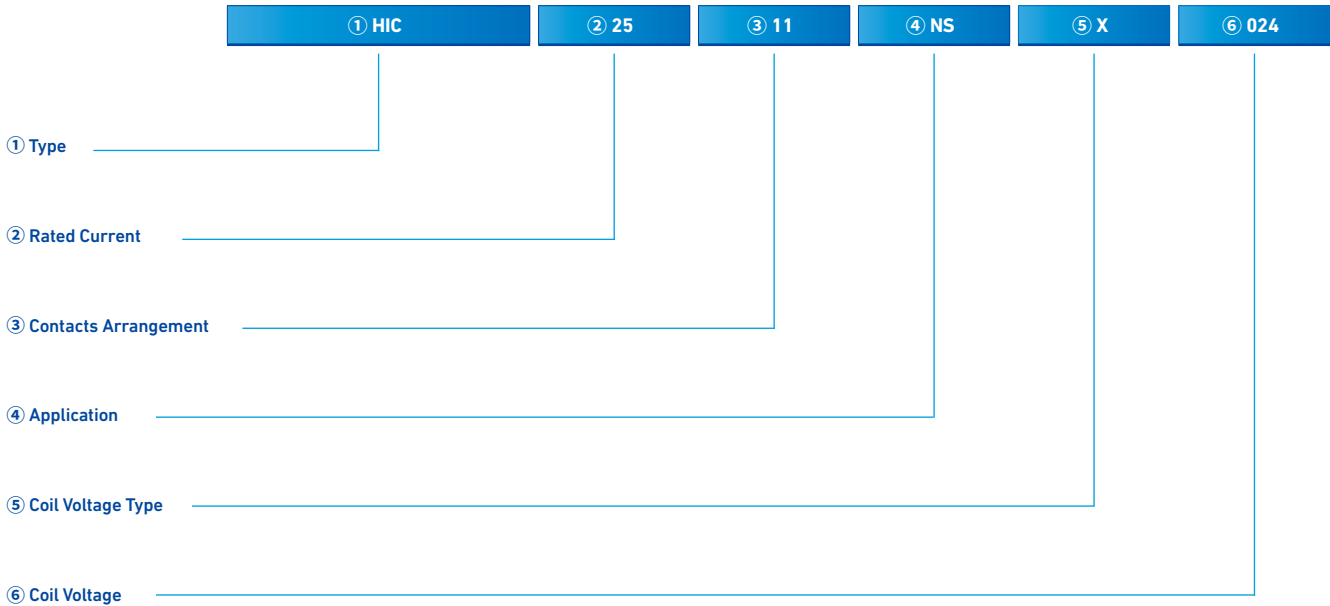 ① HIC ② 25 ③ 11 ④ NS ⑤ X ⑥ 024
① Type
② Rated Current
③ Contacts Arrangement
④ Application
⑤ Coil Voltage Type
⑥ Coil Voltage